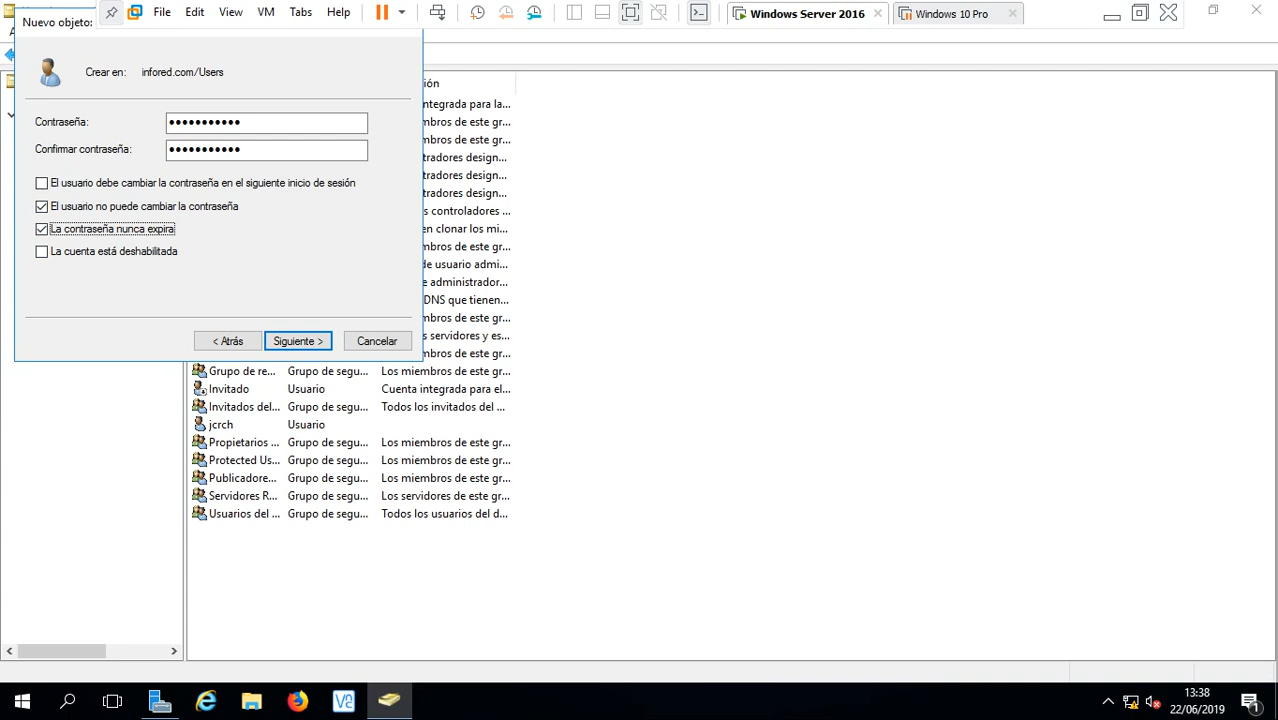 Nuevo objeto:
File Edit View VM Tabs Help
Windows Server 2016
Windows 10 Pro
Crear en: infored.com/Users
Contraseña: •••••••••••
Confirmar contraseña: •••••••••••
El usuario debe cambiar la contraseña en el siguiente inicio de sesión
El usuario no puede cambiar la contraseña
La contraseña nunca expira
La cuenta está deshabilitada
< Atrás Siguiente > Cancelar
ión
ntegrada para la...
mbros de este gr...
mbros de este gr...
tradores design...
tradores design...
tradores design...
s controladores ...
en clonar los mi...
mbros de este gr...
de usuario admi...
e administrador...
DNS que tienen...
mbros de este gr...
s servidores y es...
mbros de este gr...
Grupo de re... Grupo de segu... Los miembros de este gr...
Invitado Usuario Cuenta integrada para el...
Invitados del... Grupo de segu... Todos los invitados del ...
jcrch Usuario
Propietarios ... Grupo de segu... Los miembros de este gr...
Protected Us... Grupo de segu... Los miembros de este gr...
Publicadore... Grupo de segu... Los miembros de este gr...
Servidores R... Grupo de segu... Los servidores de este gr...
Usuarios del ... Grupo de segu... Todos los usuarios del d...
13:38
22/06/2019
1